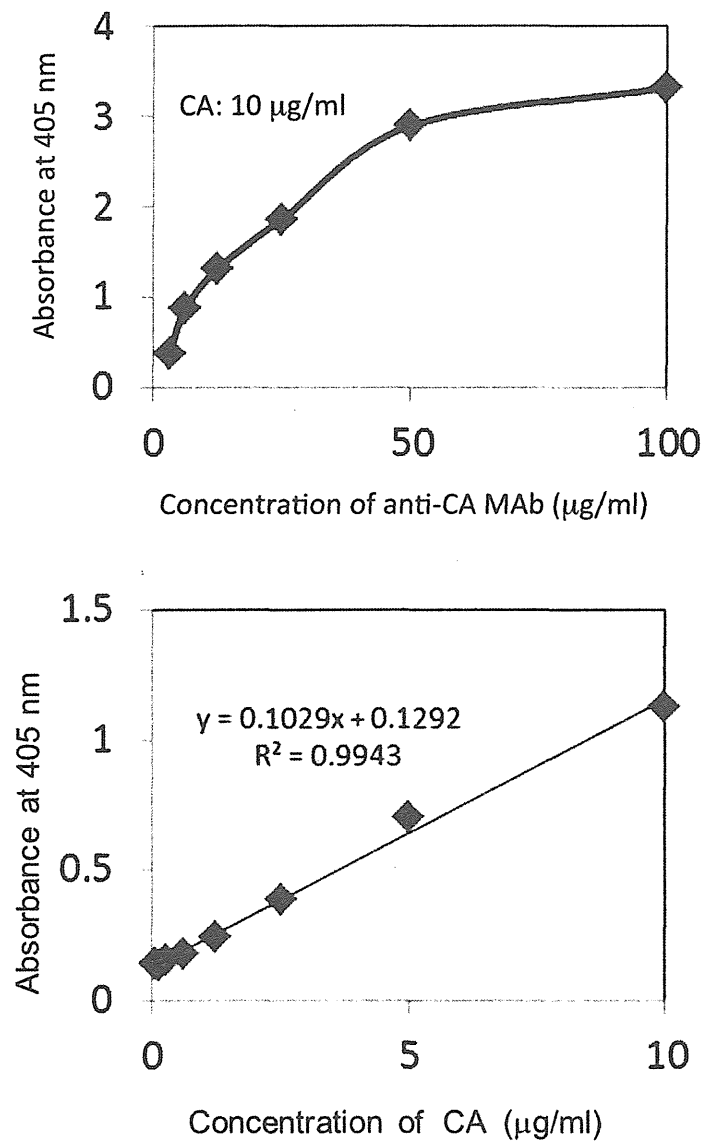 4
3
2
1
0
Absorbance at 405 nm
CA: 10 μg/ml
0 50 100
Concentration of anti-CA MAb (μg/ml)
1.5
1
0.5
0
Absorbance at 405 nm
y = 0.1029x + 0.1292
R² = 0.9943
0 5 10
Concentration of CA (μg/ml)